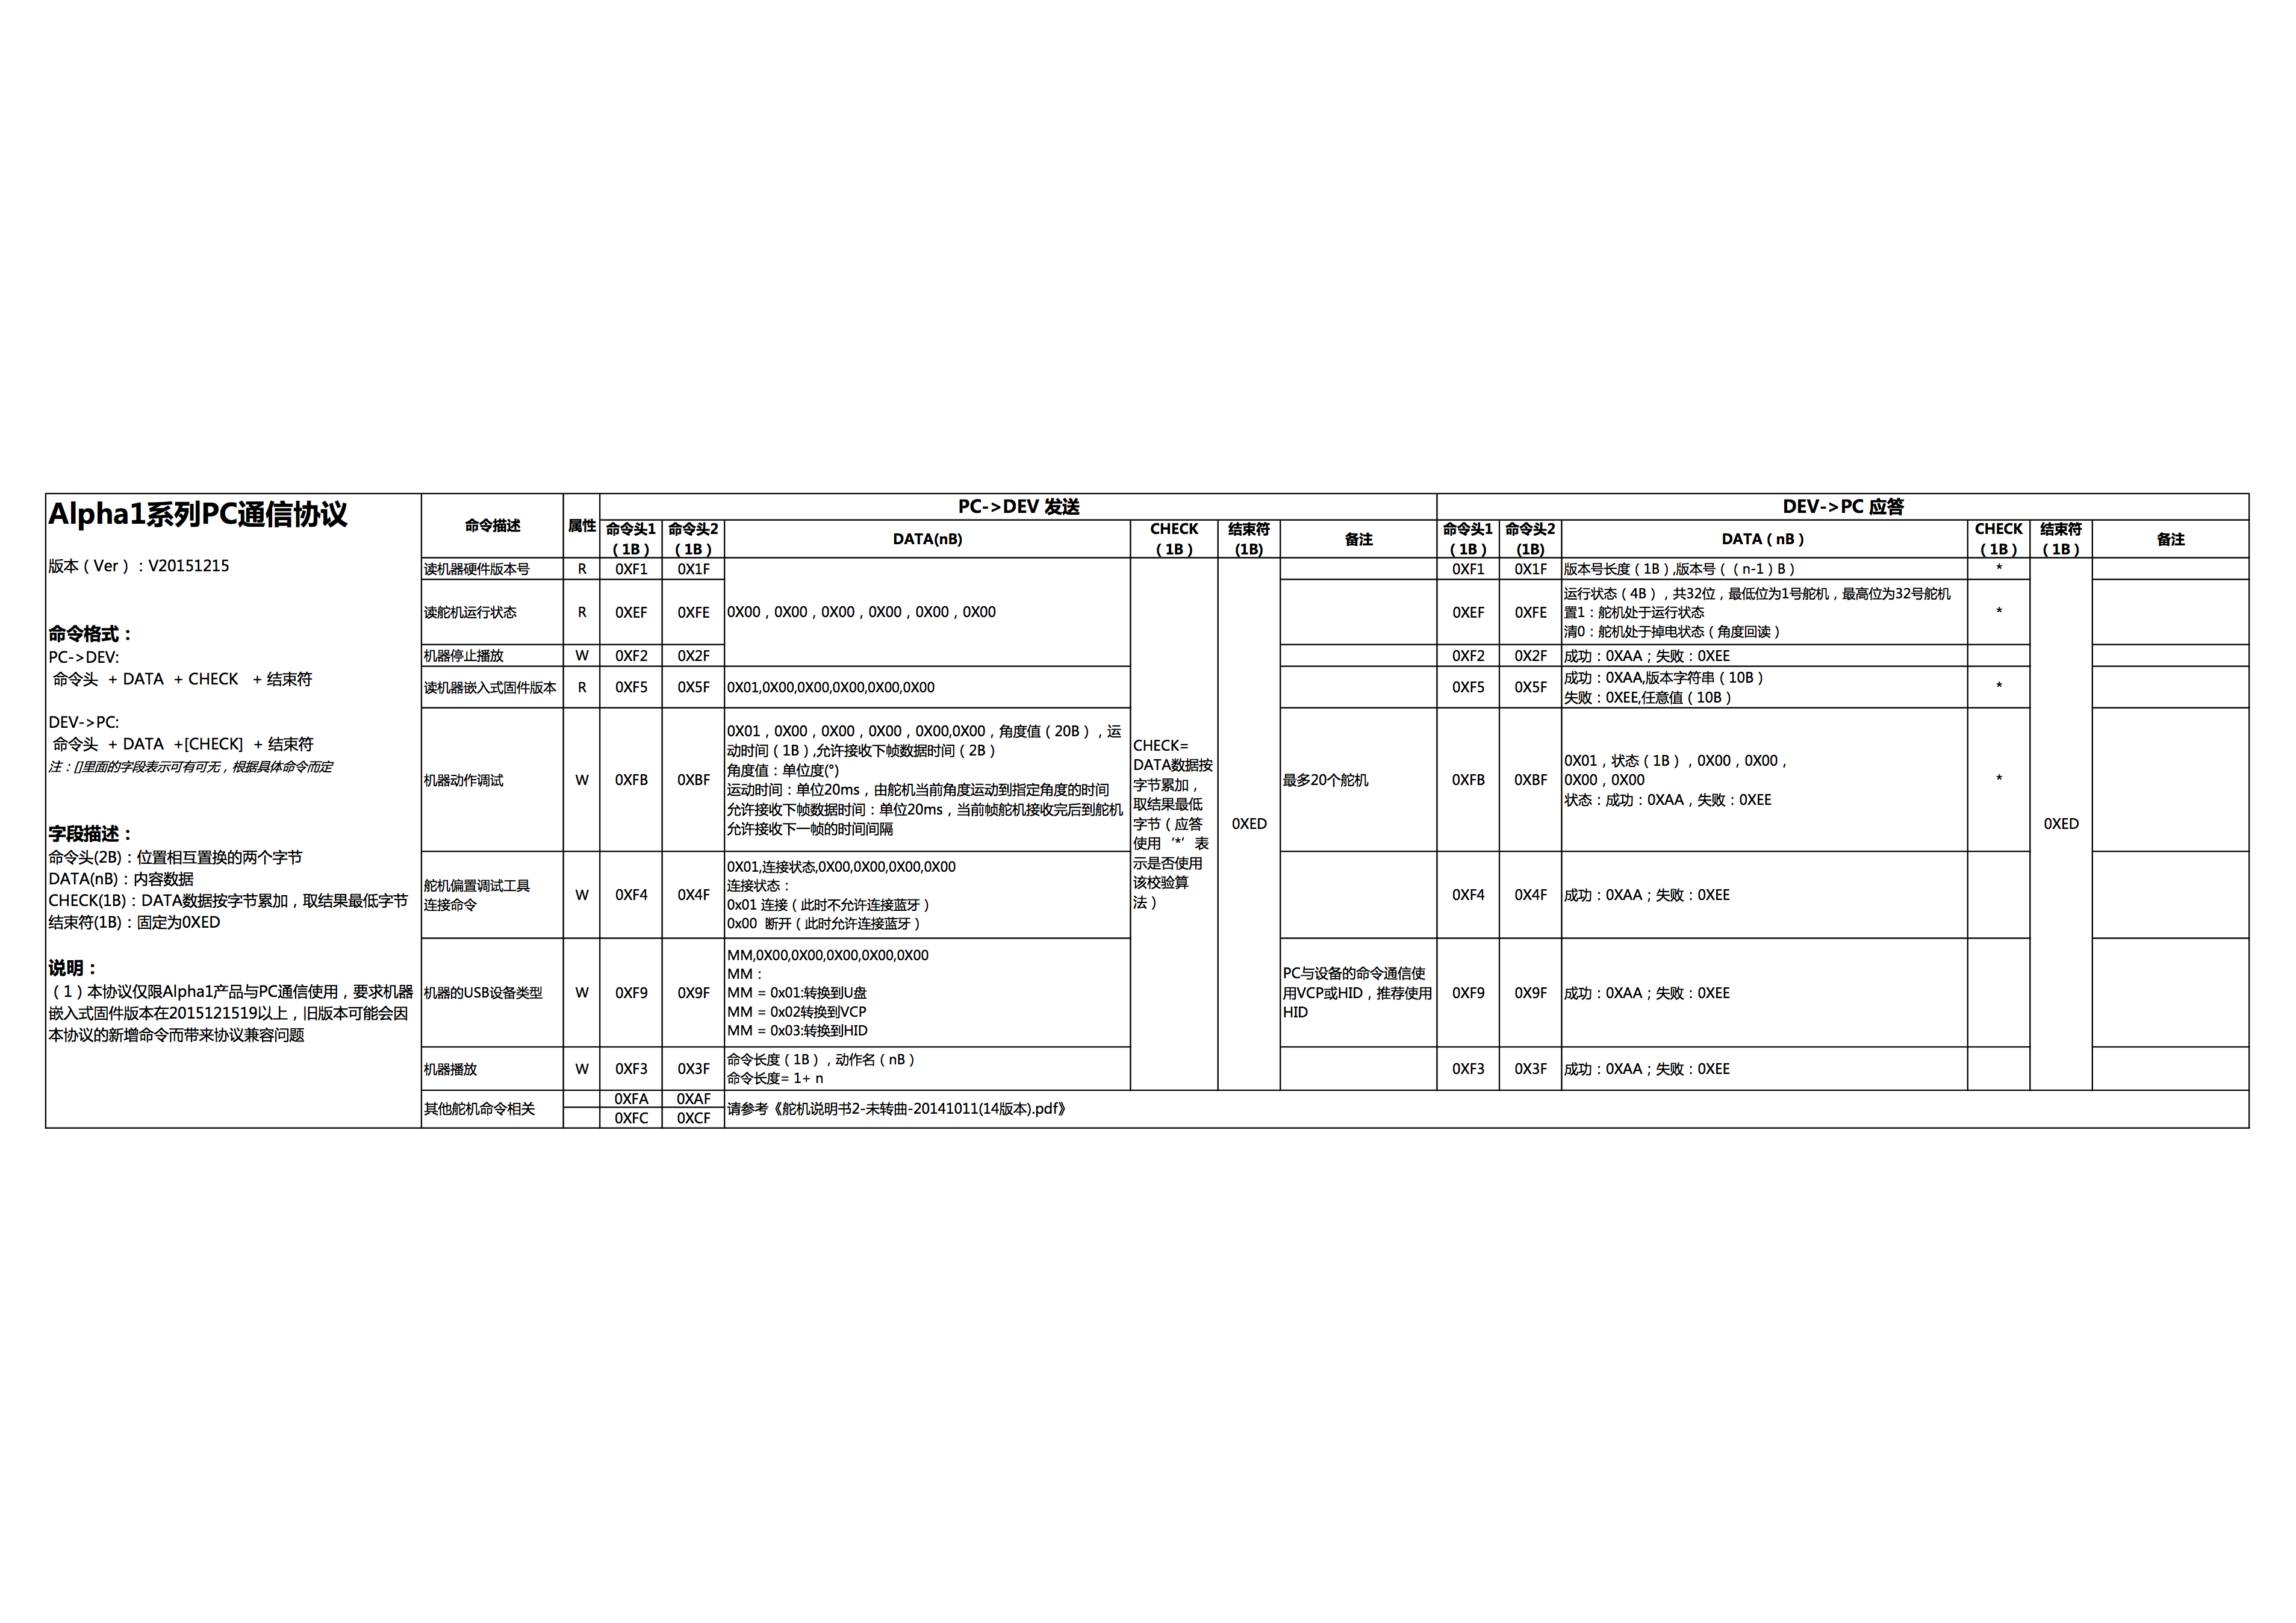 Alpha1系列PC通信协议
版本（Ver）：V20151215
命令格式：
PC->DEV:
命令头 + DATA + CHECK + 结束符
DEV->PC:
命令头 + DATA +[CHECK] + 结束符
注：[]里面的字段表示可有可无，根据具体命令而定
字段描述：
命令头(2B)：位置相互置换的两个字节
DATA(nB)：内容数据
CHECK(1B)：DATA数据按字节累加，取结果最低字节
结束符(1B)：固定为0XED
说明：
（1）本协议仅限Alpha1产品与PC通信使用，要求机器
嵌入式固件版本在2015121519以上，旧版本可能会因
本协议的新增命令而带来协议兼容问题
命令描述 属性 PC->DEV 发送 DEV->PC 应答
命令头1 命令头2 DATA(nB) CHECK 结束符 备注 命令头1 命令头2 DATA（nB） CHECK 结束符 备注
（1B） （1B） （1B） (1B) （1B） (1B) （1B） （1B）
读机器硬件版本号 R 0XF1 0X1F 0XF1 0X1F 版本号长度（1B）,版本号（（n-1）B） *
读舵机运行状态 R 0XEF 0XFE 0X00，0X00，0X00，0X00，0X00，0X00 0XEF 0XFE
运行状态（4B），共32位，最低位为1号舵机，最高位为32号舵机
置1：舵机处于运行状态
清0：舵机处于掉电状态（角度回读）
*
机器停止播放 W 0XF2 0X2F 0XF2 0X2F 成功：0XAA；失败：0XEE
读机器嵌入式固件版本 R 0XF5 0X5F 0X01,0X00,0X00,0X00,0X00,0X00 0XF5 0X5F
成功：0XAA,版本字符串（10B）
失败：0XEE,任意值（10B）
*
机器动作调试 W 0XFB 0XBF
0X01，0X00，0X00，0X00，0X00,0X00，角度值（20B），运
动时间（1B）,允许接收下帧数据时间（2B）
角度值：单位度(°)
运动时间：单位20ms，由舵机当前角度运动到指定角度的时间
允许接收下帧数据时间：单位20ms，当前帧舵机接收完后到舵机
允许接收下一帧的时间间隔
CHECK=
DATA数据按
字节累加，
取结果最低
字节（应答
使用‘*’表
示是否使用
该校验算
法）
0XED
最多20个舵机
0XFB 0XBF
0X01，状态（1B），0X00，0X00，
0X00，0X00
状态：成功：0XAA，失败：0XEE
*
0XED
舵机偏置调试工具
连接命令
W 0XF4 0X4F
0X01,连接状态,0X00,0X00,0X00,0X00
连接状态：
0x01 连接（此时不允许连接蓝牙）
0x00 断开（此时允许连接蓝牙）
0XF4 0X4F 成功：0XAA；失败：0XEE
机器的USB设备类型 W 0XF9 0X9F
MM,0X00,0X00,0X00,0X00,0X00
MM：
MM = 0x01:转换到U盘
MM = 0x02转换到VCP
MM = 0x03:转换到HID
PC与设备的命令通信使
用VCP或HID，推荐使用
HID
0XF9 0X9F 成功：0XAA；失败：0XEE
机器播放 W 0XF3 0X3F
命令长度（1B），动作名（nB）
命令长度= 1+ n
0XF3 0X3F 成功：0XAA；失败：0XEE
其他舵机命令相关
0XFA 0XAF
0XFC 0XCF
请参考《舵机说明书2-未转曲-20141011(14版本).pdf》